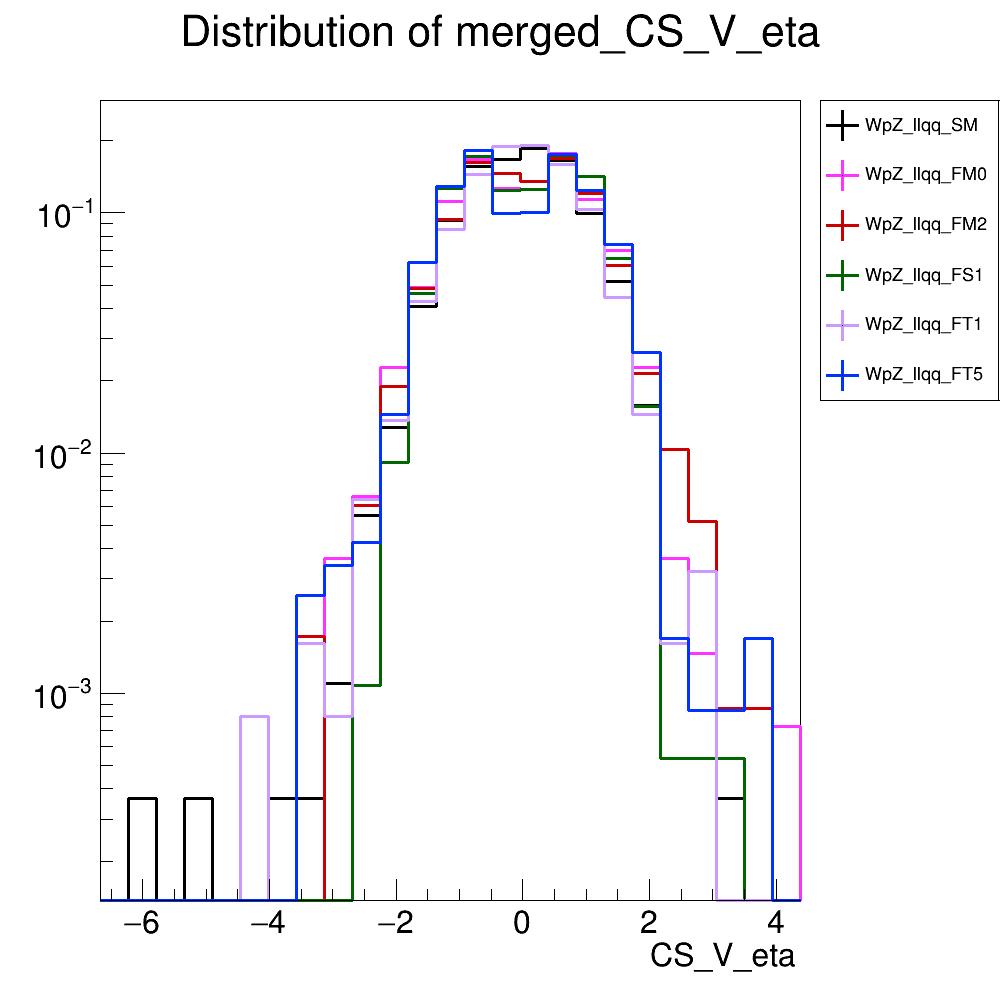 Distribution of merged_CS_V_eta
WpZ_llqq_SM
WpZ_llqq_FM0
WpZ_llqq_FM2
WpZ_llqq_FS1
WpZ_llqq_FT1
WpZ_llqq_FT5
10⁻¹
10⁻²
10⁻³
−6 −4 −2 0 2 4
CS_V_eta